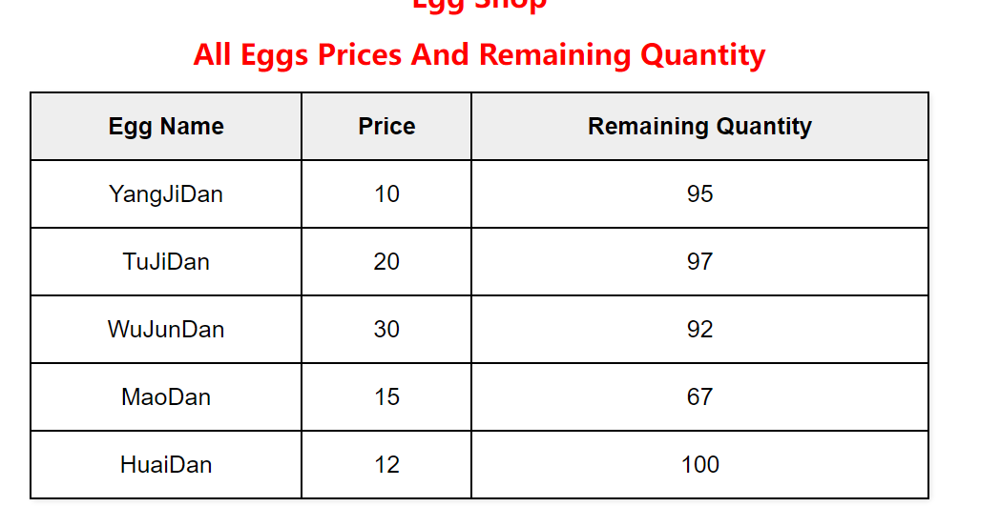 Egg Shop
All Eggs Prices And Remaining Quantity
Egg Name Price Remaining Quantity
YangJiDan 10 95
TuJiDan 20 97
WuJunDan 30 92
MaoDan 15 67
HuaiDan 12 100